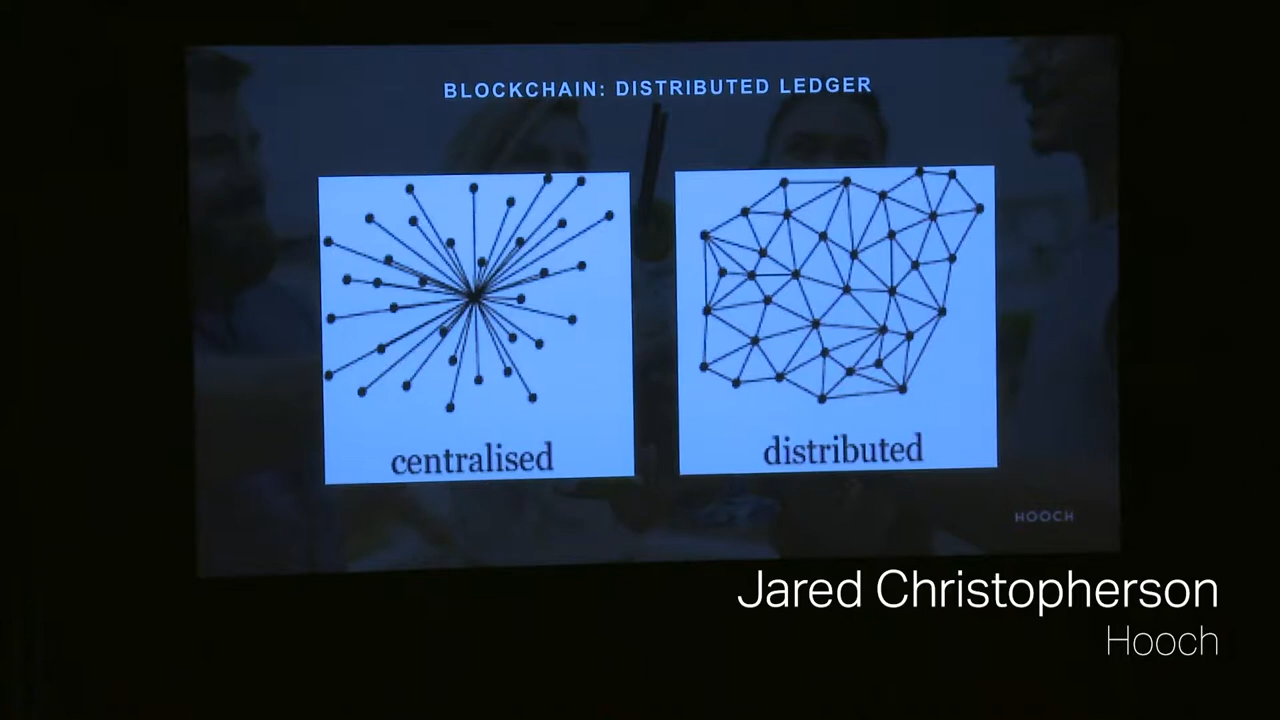 BLOCKCHAIN: DISTRIBUTED LEDGER
centralised
distributed
HOOCH
Jared Christopherson
Hooch